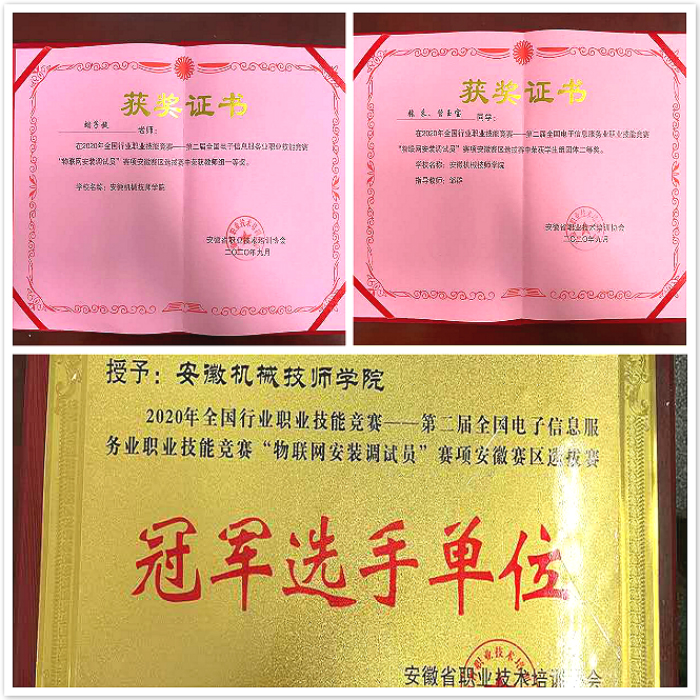 获奖证书
老师：
在2020年全国行业职业技能竞赛——第二届全国电子信息服务业职业技能竞赛
“物联网安装调试员”赛项安徽赛区选拔赛中荣获教师组一等奖。
学校名称：安徽机械技师学院
安徽省职业技术培训协会
二〇二〇年九月
获奖证书
同学：
在2020年全国行业职业技能竞赛——第二届全国电子信息服务业职业技能竞赛
“物联网安装调试员”赛项安徽赛区选拔赛中荣获学生组团体二等奖。
学校名称：安徽机械技师学院
指导教师：
安徽省职业技术培训协会
二〇二〇年九月
授予：安徽机械技师学院
2020年全国行业职业技能竞赛——第二届全国电子信息服
务业职业技能竞赛“物联网安装调试员”赛项安徽赛区选拔赛
冠军选手单位
安徽省职业技术培训协会